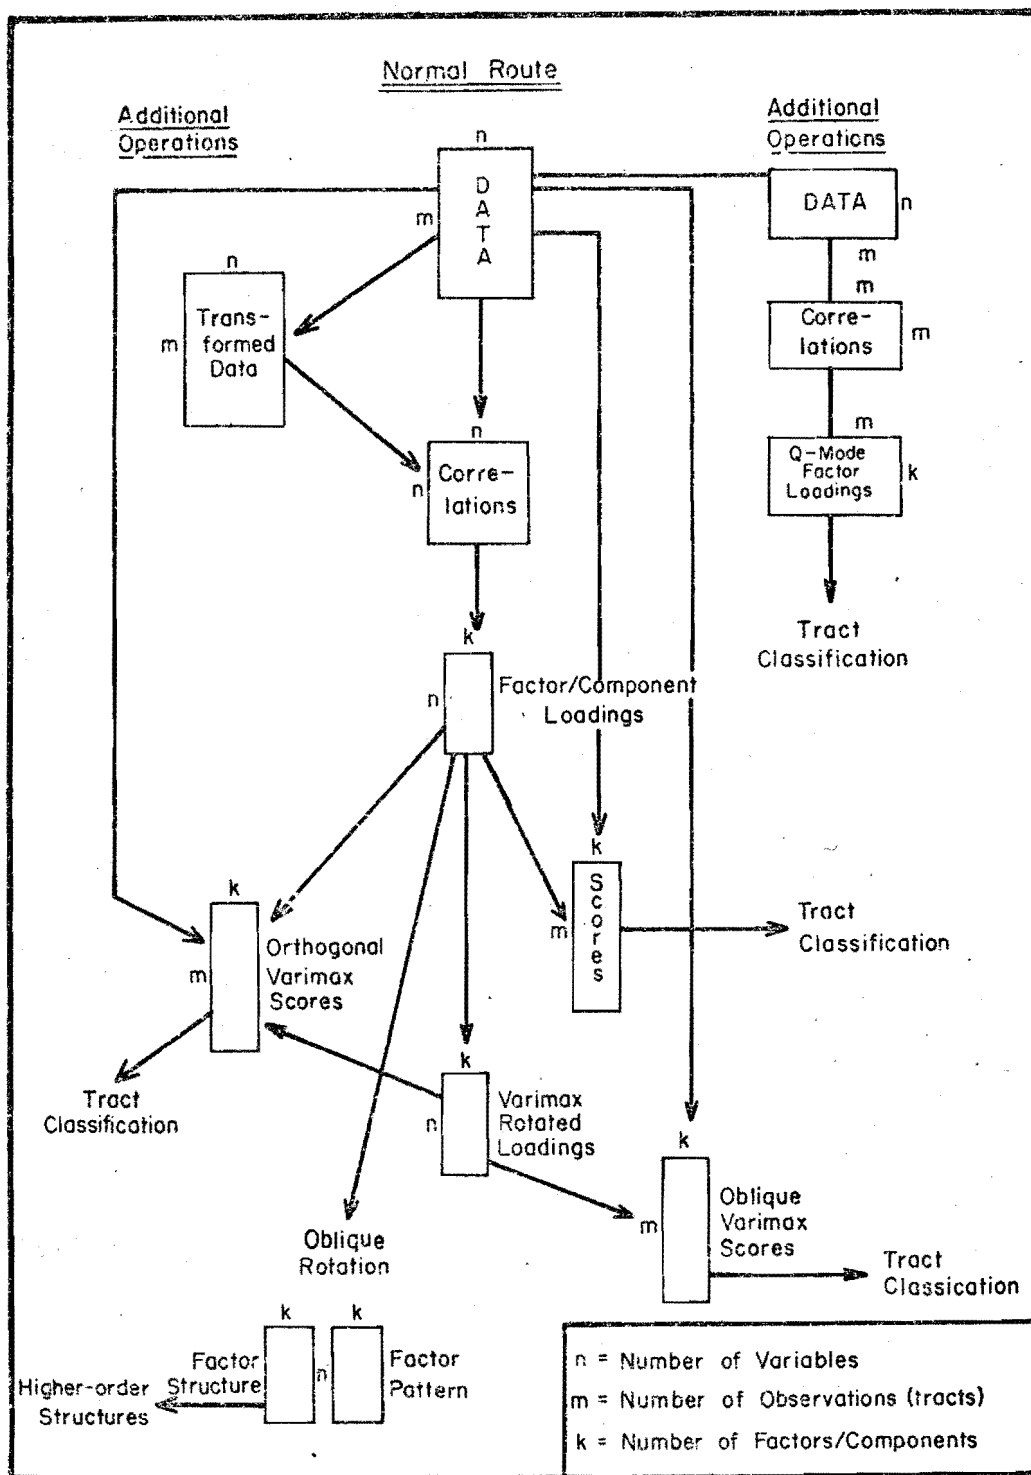 Normal Route
Additional
Operations
Additional
Operations
n
D
A
T
A
m
DATA
n
m
n
Trans-
formed
Data
m
m
Corre-
lations
m
n
Corre-
lations
n
m
Q-Mode
Factor
Loadings
k
Tract
Classification
k
n
Factor/Component
Loadings
k
S
c
o
r
e
s
m
Tract
Classification
k
m
Orthogonal
Varimax
Scores
Tract
Classification
k
n
Varimax
Rotated
Loadings
k
m
Oblique
Varimax
Scores
Tract
Classication
Oblique
Rotation
k
k
Factor
Structure
n
Factor
Pattern
Higher-order
Structures
n = Number of Variables
m = Number of Observations (tracts)
k = Number of Factors/Components